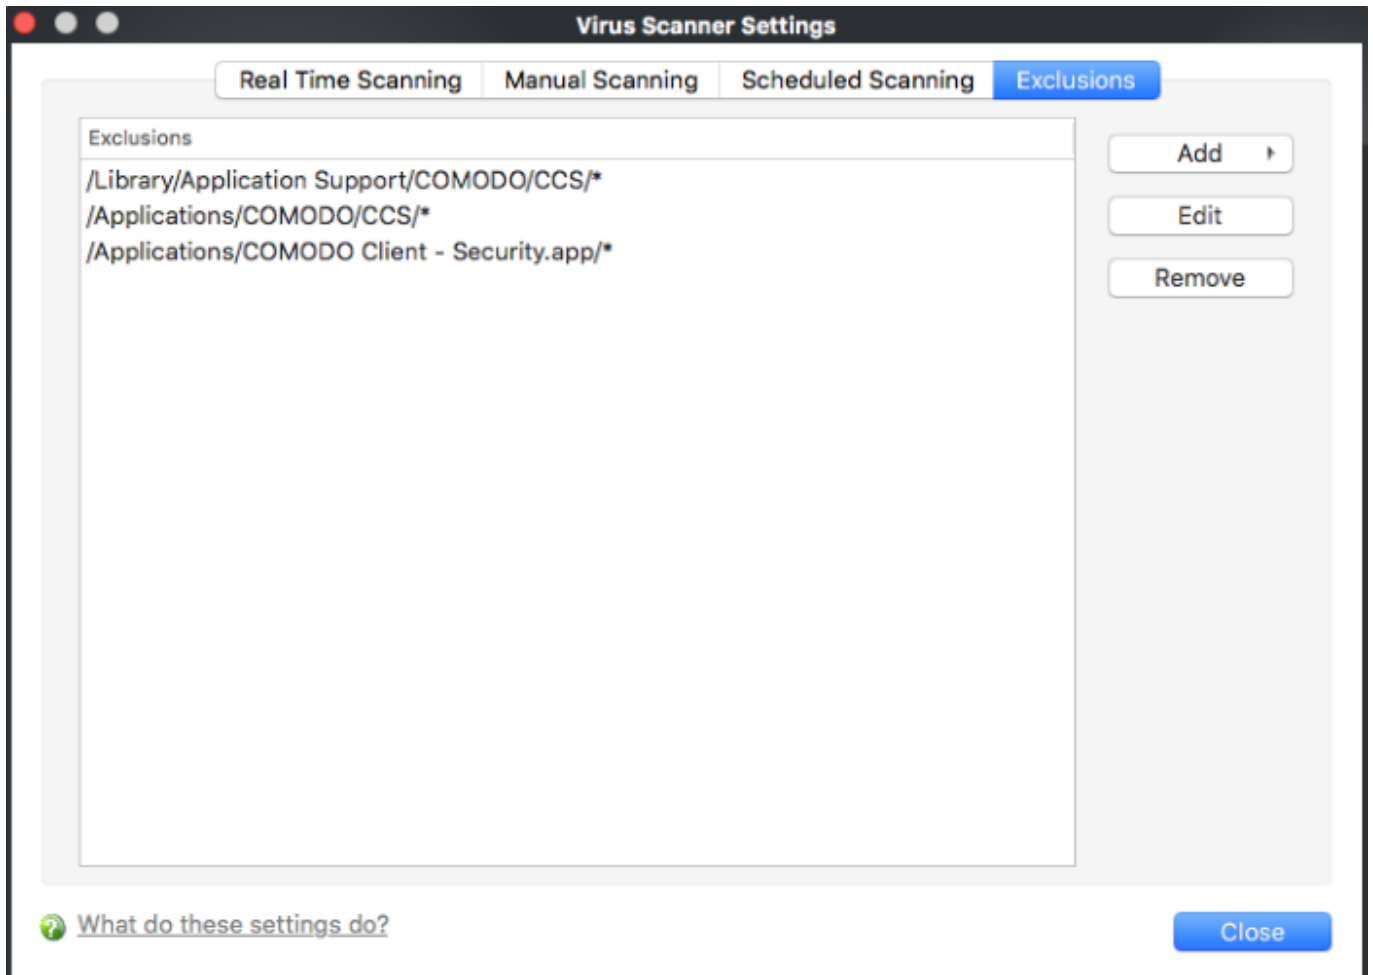 Virus Scanner Settings
Real Time Scanning
Manual Scanning
Scheduled Scanning
Exclusions
Exclusions
/Library/Application Support/COMODO/CCS/*
/Applications/COMODO/CCS/*
/Applications/COMODO Client - Security.app/*
Add
Edit
Remove
What do these settings do?
Close